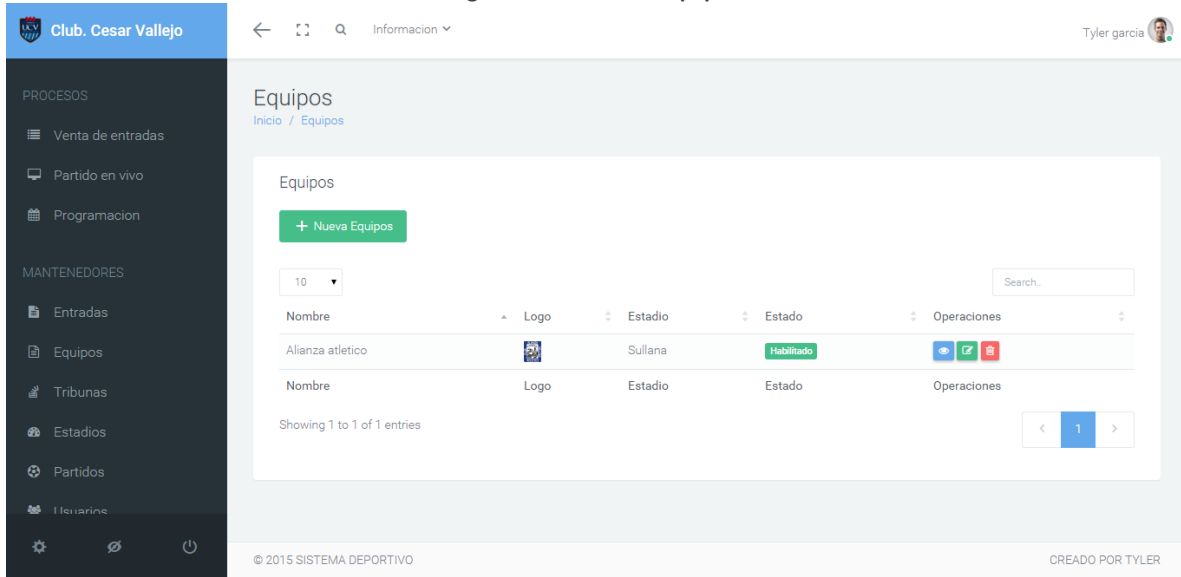 UCV
Club. Cesar Vallejo
Informacion
Tyler garcia
PROCESOS
Venta de entradas
Partido en vivo
Programacion
MANTENEDORES
Entradas
Equipos
Tribunas
Estadios
Partidos
Usuarios
Equipos
Inicio / Equipos
Equipos
+ Nueva Equipos
10
Search..
Nombre Logo Estadio Estado Operaciones
Alianza atletico Sullana Habilitado
Nombre Logo Estadio Estado Operaciones
Showing 1 to 1 of 1 entries
< 1 >
© 2015 SISTEMA DEPORTIVO
CREADO POR TYLER